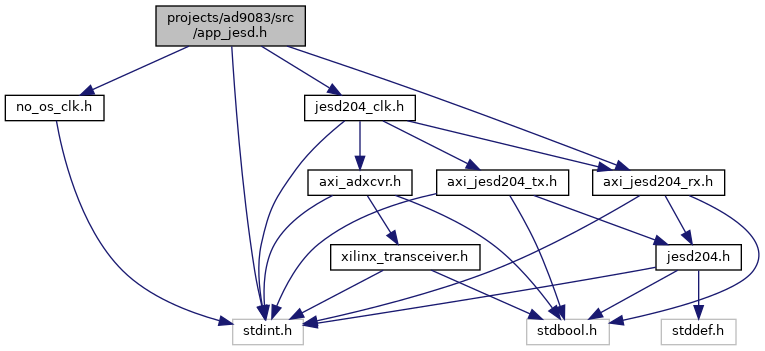 projects/ad9083/src
/app_jesd.h
no_os_clk.h
jesd204_clk.h
axi_adxcvr.h
axi_jesd204_tx.h
axi_jesd204_rx.h
xilinx_transceiver.h
jesd204.h
stdint.h
stdbool.h
stddef.h